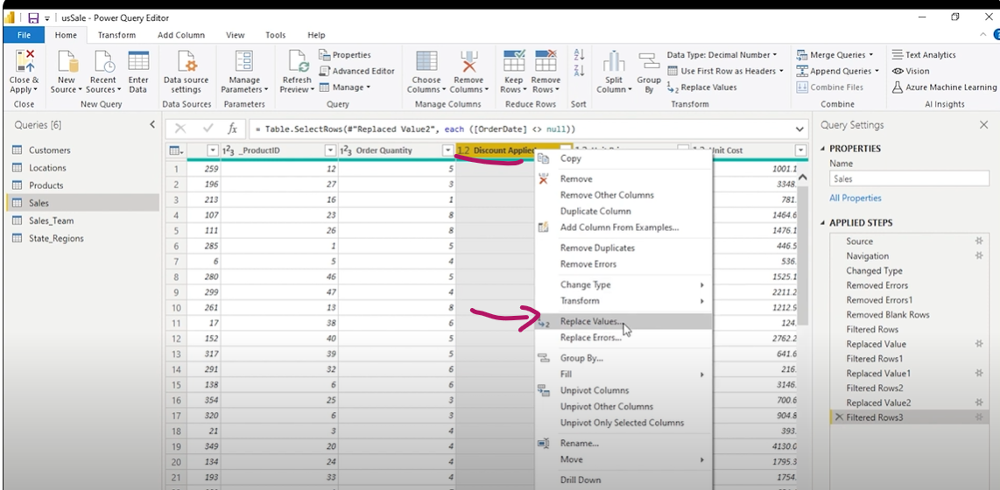 usSale - Power Query Editor
File Home Transform Add Column View Tools Help
Close & Apply
New Source
Recent Sources
Enter Data
Data source settings
Manage Parameters
Refresh Preview
Properties
Advanced Editor
Manage
Choose Columns
Remove Columns
Keep Rows
Remove Rows
Split Column
Group By
Data Type: Decimal Number
Use First Row as Headers
Replace Values
Merge Queries
Append Queries
Combine Files
Text Analytics
Vision
Azure Machine Learning
Close New Query Data Sources Parameters Query Manage Columns Reduce Rows Sort Transform Combine AI Insights
Queries [6]
Customers
Locations
Products
Sales
Sales_Team
State_Regions
fx = Table.SelectRows(#"Replaced Value2", each ([OrderDate] <> null))
1²3 _ProductID 1²3 Order Quantity 1.2 Discount Applied Unit Cost
1 259 12 5 1001.1
2 196 27 3 3348.
3 213 16 1 781.
4 107 23 8 1464.6
5 111 26 8 1476.1
6 285 1 5 446.5
7 6 5 4 536.
8 280 46 5 1525.1
9 299 47 4 2211.2
10 261 13 8 1212.9
11 17 38 6 124.
12 152 40 5 2762.2
13 317 39 5 641.6
14 291 32 6 216.
15 138 6 6 3146.
16 354 25 3 700.6
17 320 6 3 904.8
18 21 3 4 393.
19 349 20 4 4130.0
20 134 24 4 1795.3
21 193 33 4 1754.
Copy
Remove
Remove Other Columns
Duplicate Column
Add Column From Examples...
Remove Duplicates
Remove Errors
Change Type
Transform
Replace Values...
Replace Errors...
Group By...
Fill
Unpivot Columns
Unpivot Other Columns
Unpivot Only Selected Columns
Rename...
Move
Drill Down
Query Settings
PROPERTIES
Name
Sales
All Properties
APPLIED STEPS
Source
Navigation
Changed Type
Removed Errors
Removed Errors1
Removed Blank Rows
Filtered Rows
Replaced Value
Filtered Rows1
Replaced Value1
Filtered Rows2
Replaced Value2
Filtered Rows3